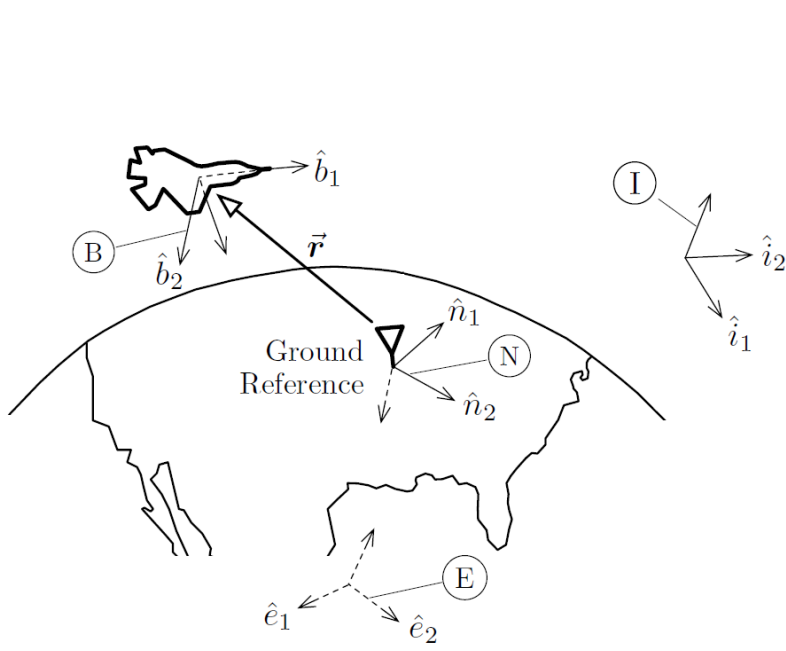 b̂₁
I
B
r⃗
î₂
b̂₂
n̂₁
î₁
Ground
Reference
N
n̂₂
E
ê₁
ê₂